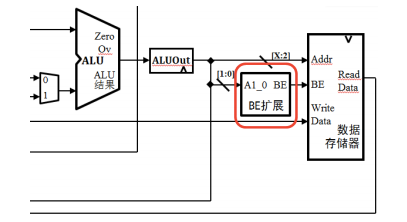 Zero
Ov
ALU
ALU
结果
0
1
ALUOut
[1:0]
[X:2]
A1_0 BE
BE扩展
Addr
Read
Data
BE
Write
Data
数据
存储器